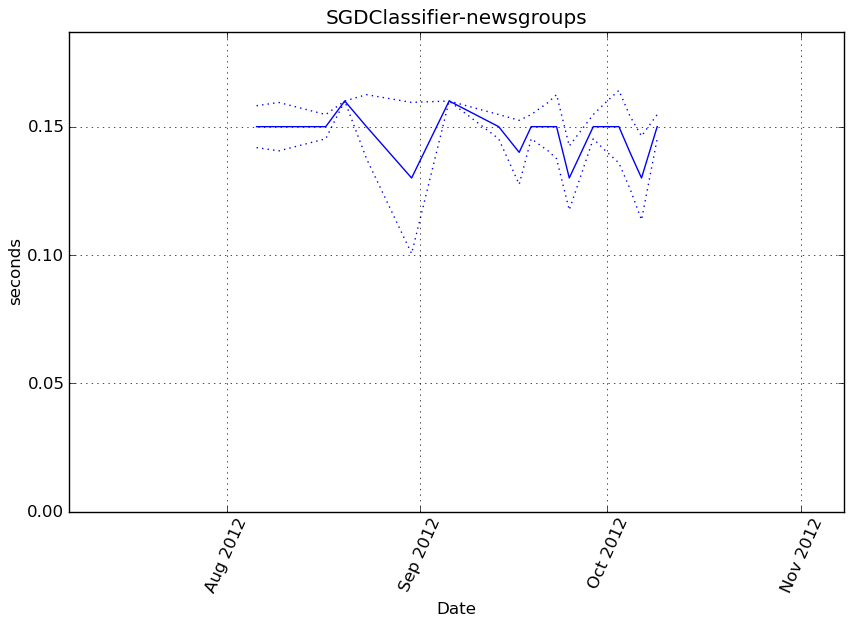 SGDClassifier-newsgroups
seconds
0.15
0.10
0.05
0.00
Aug 2012
Sep 2012
Oct 2012
Nov 2012
Date